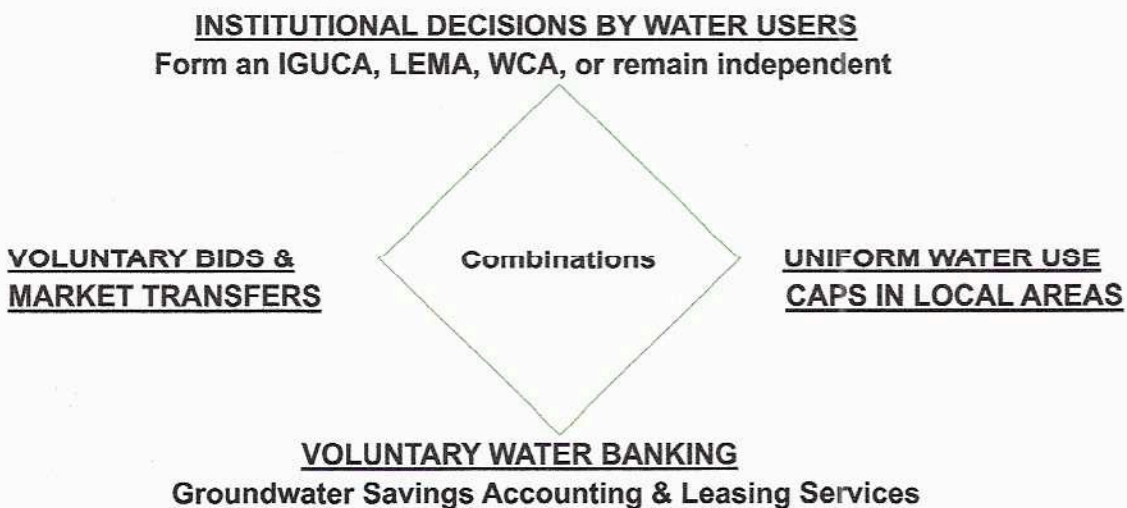 INSTITUTIONAL DECISIONS BY WATER USERS
Form an IGUCA, LEMA, WCA, or remain independent
VOLUNTARY BIDS &
MARKET TRANSFERS
Combinations
UNIFORM WATER USE
CAPS IN LOCAL AREAS
VOLUNTARY WATER BANKING
Groundwater Savings Accounting & Leasing Services